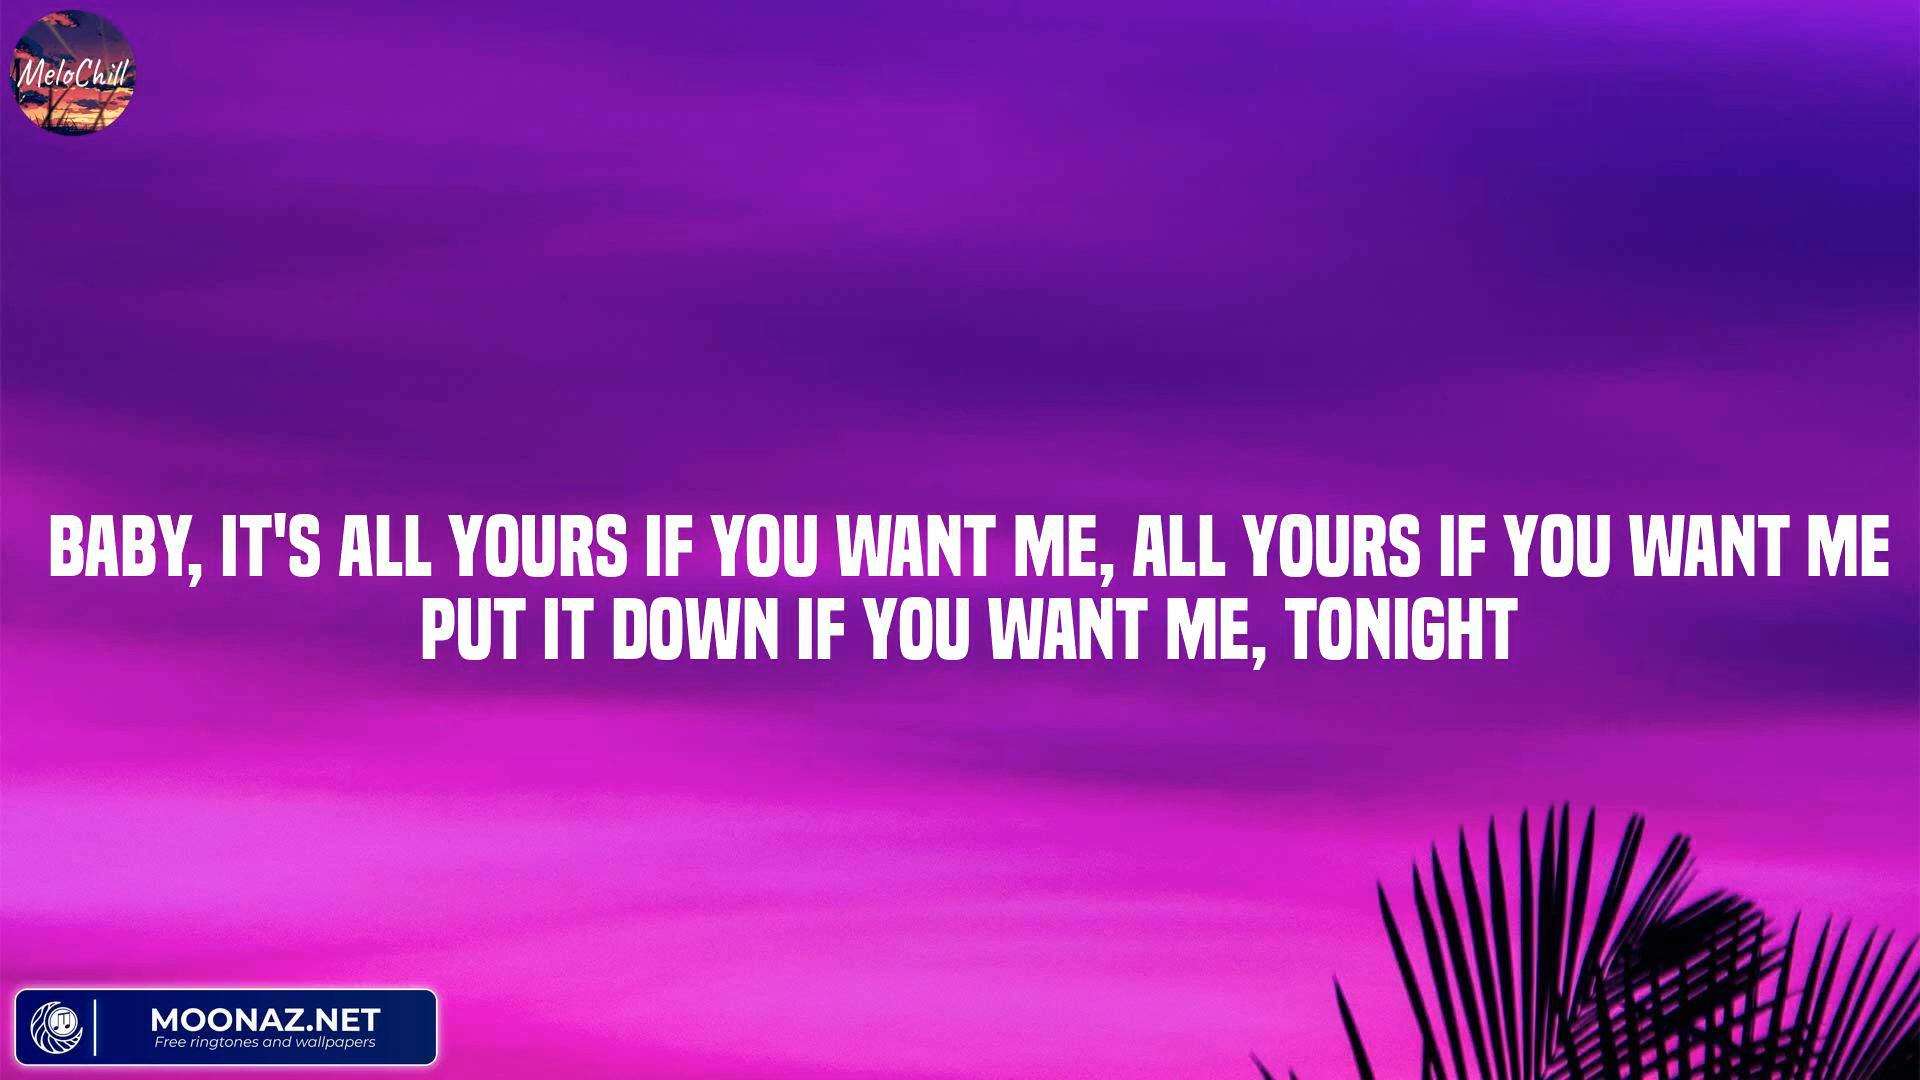 MeloChill
BABY, IT'S ALL YOURS IF YOU WANT ME, ALL YOURS IF YOU WANT ME
PUT IT DOWN IF YOU WANT ME, TONIGHT
MOONAZ.NET
Free ringtones and wallpapers